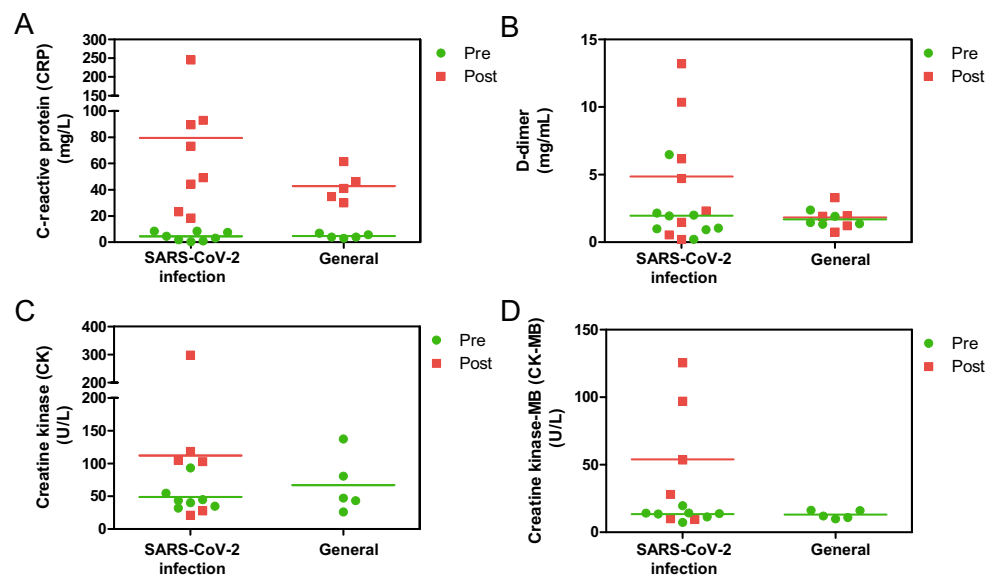 A
C-reactive protein (CRP)
(mg/L)
300
250
200
150
100
80
60
40
20
0
SARS-CoV-2
infection
General
Pre
Post
B
D-dimer
(mg/mL)
15
10
5
0
SARS-CoV-2
infection
General
Pre
Post
C
Creatine kinase (CK)
(U/L)
400
300
200
200
150
100
50
0
SARS-CoV-2
infection
General
Pre
Post
D
Creatine kinase-MB (CK-MB)
(U/L)
150
100
50
0
SARS-CoV-2
infection
General
Pre
Post